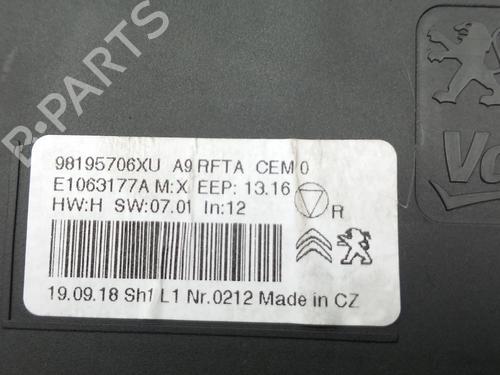 B-PARTS
98195706XU A9 RFTA CEM 0
E1063177A M:X EEP: 13.16
HW:H SW:07.01 In:12 R
19.09.18 Sh1 L1 Nr.0212 Made in CZ